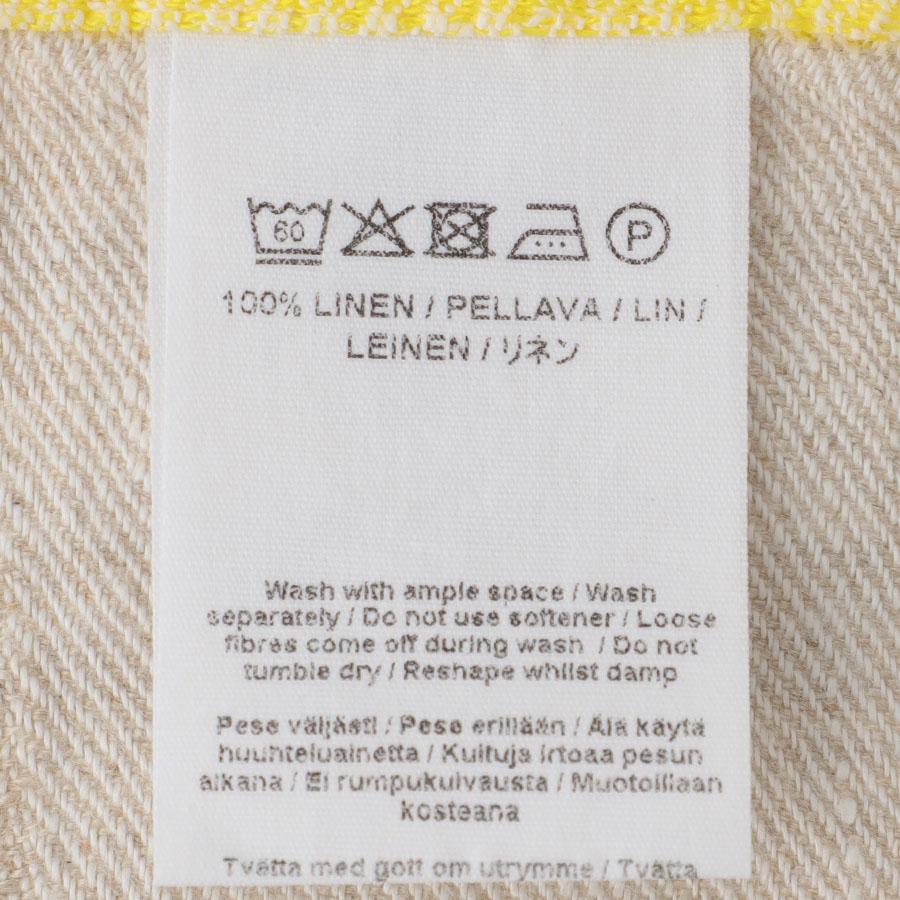 60
P
100% LINEN / PELLAVA / LIN /
LEINEN / リネン
Wash with ample space / Wash
separately / Do not use softener / Loose
fibres come off during wash / Do not
tumble dry / Reshape whilst damp
Pese väljästi / Pese erillään / Älä käytä
huuhteluainetta / Kuituja irtoaa pesun
aikana / Ei rumpukuivausta / Muotoillaan
kosteana
Tvätta med gott om utrymme / Tvätta